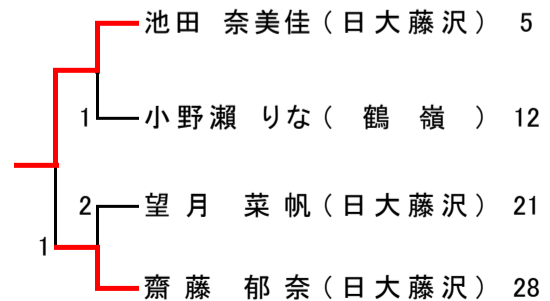 池田 奈美佳（日大藤沢） 5
1
小野瀬 りな（ 鶴 嶺 ） 12
2
望月 菜帆（日大藤沢） 21
1
齋藤 郁奈（日大藤沢） 28